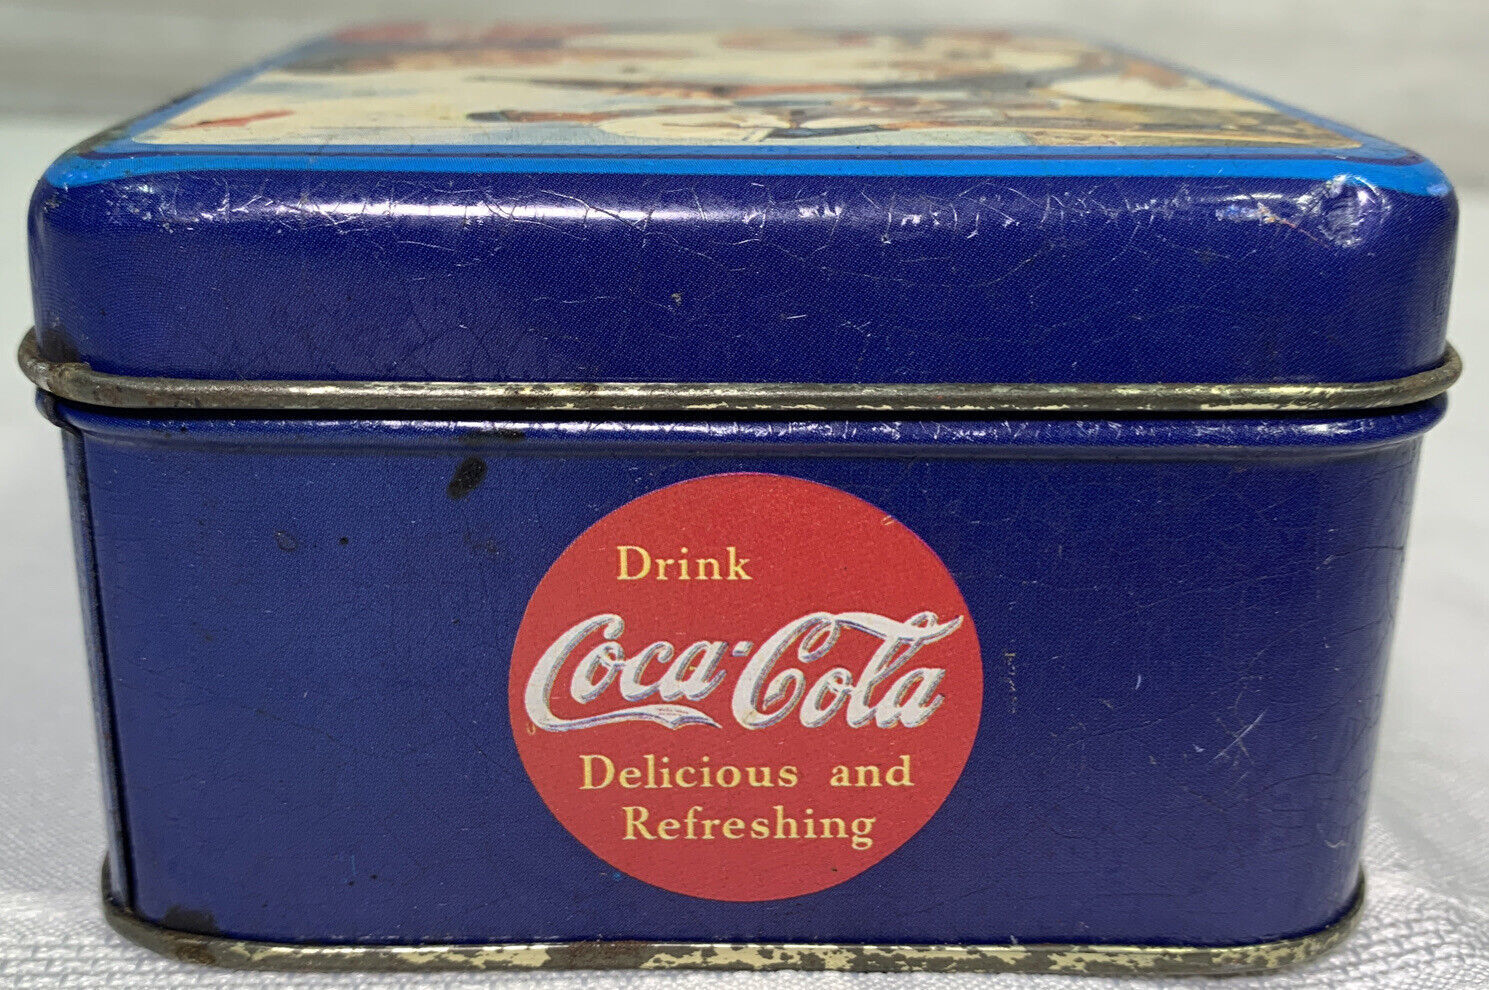 Drink
Coca-Cola
Delicious and
Refreshing